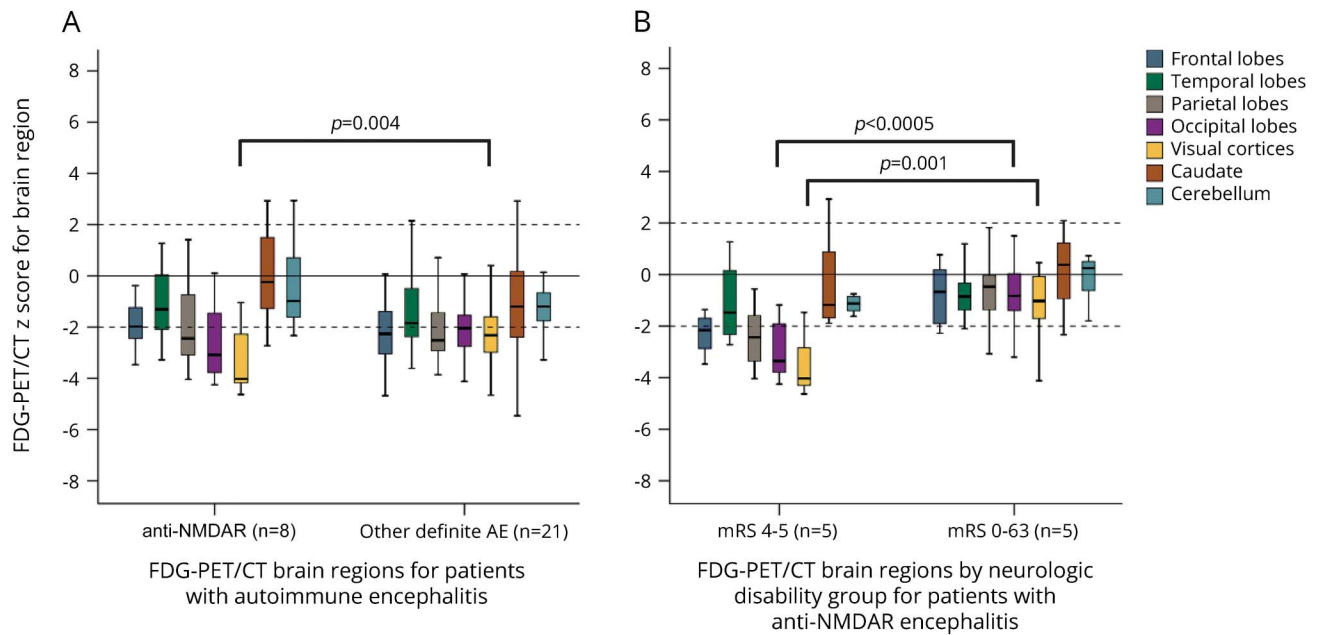 A
B
FDG-PET/CT z score for brain region
8
6
4
2
0
-2
-4
-6
-8
p=0.004
anti-NMDAR (n=8)
Other definite AE (n=21)
FDG-PET/CT brain regions for patients
with autoimmune encephalitis
8
6
4
2
0
-2
-4
-6
-8
p<0.0005
p=0.001
mRS 4-5 (n=5)
mRS 0-63 (n=5)
FDG-PET/CT brain regions by neurologic
disability group for patients with
anti-NMDAR encephalitis
Frontal lobes
Temporal lobes
Parietal lobes
Occipital lobes
Visual cortices
Caudate
Cerebellum